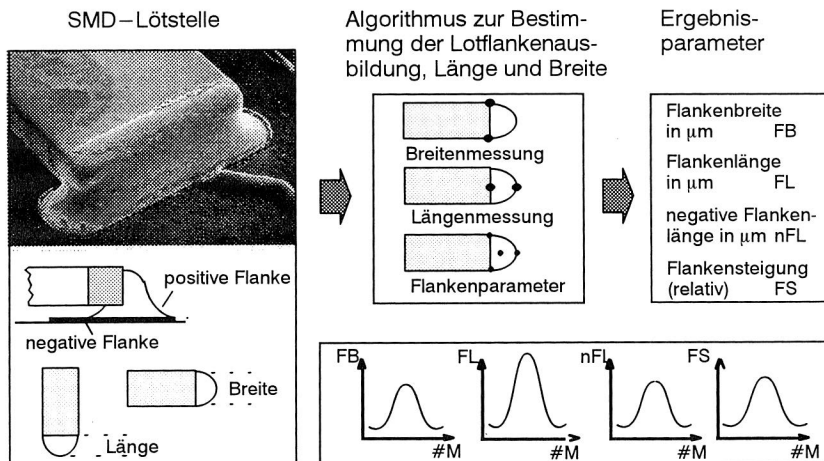 SMD–Lötstelle
positive Flanke
negative Flanke
Breite
Länge
Algorithmus zur Bestim-
mung der Lotflankenaus-
bildung, Länge und Breite
Breitenmessung
Längenmessung
Flankenparameter
Ergebnis-
parameter
Flankenbreite
in μm FB
Flankenlänge
in μm FL
negative Flanken-
länge in μm nFL
Flankensteigung
(relativ) FS
FB FL nFL FS
#M #M #M #M